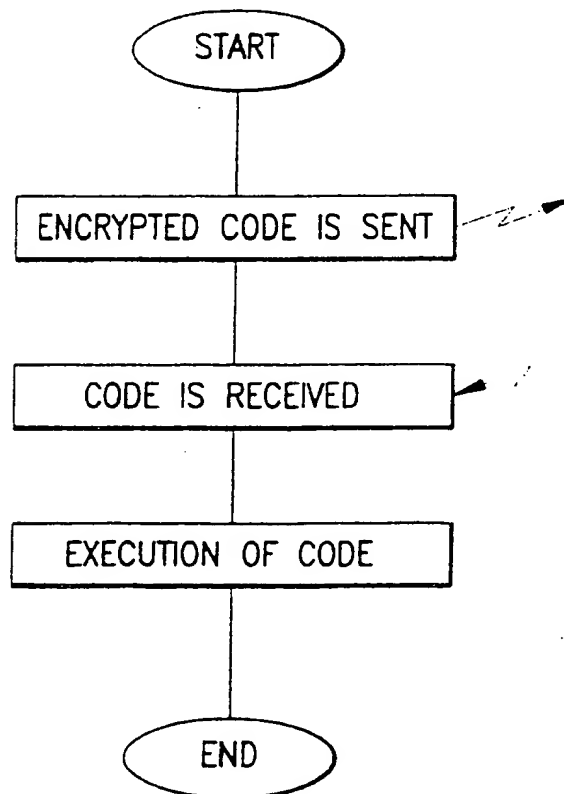 START
ENCRYPTED CODE IS SENT
CODE IS RECEIVED
EXECUTION OF CODE
END